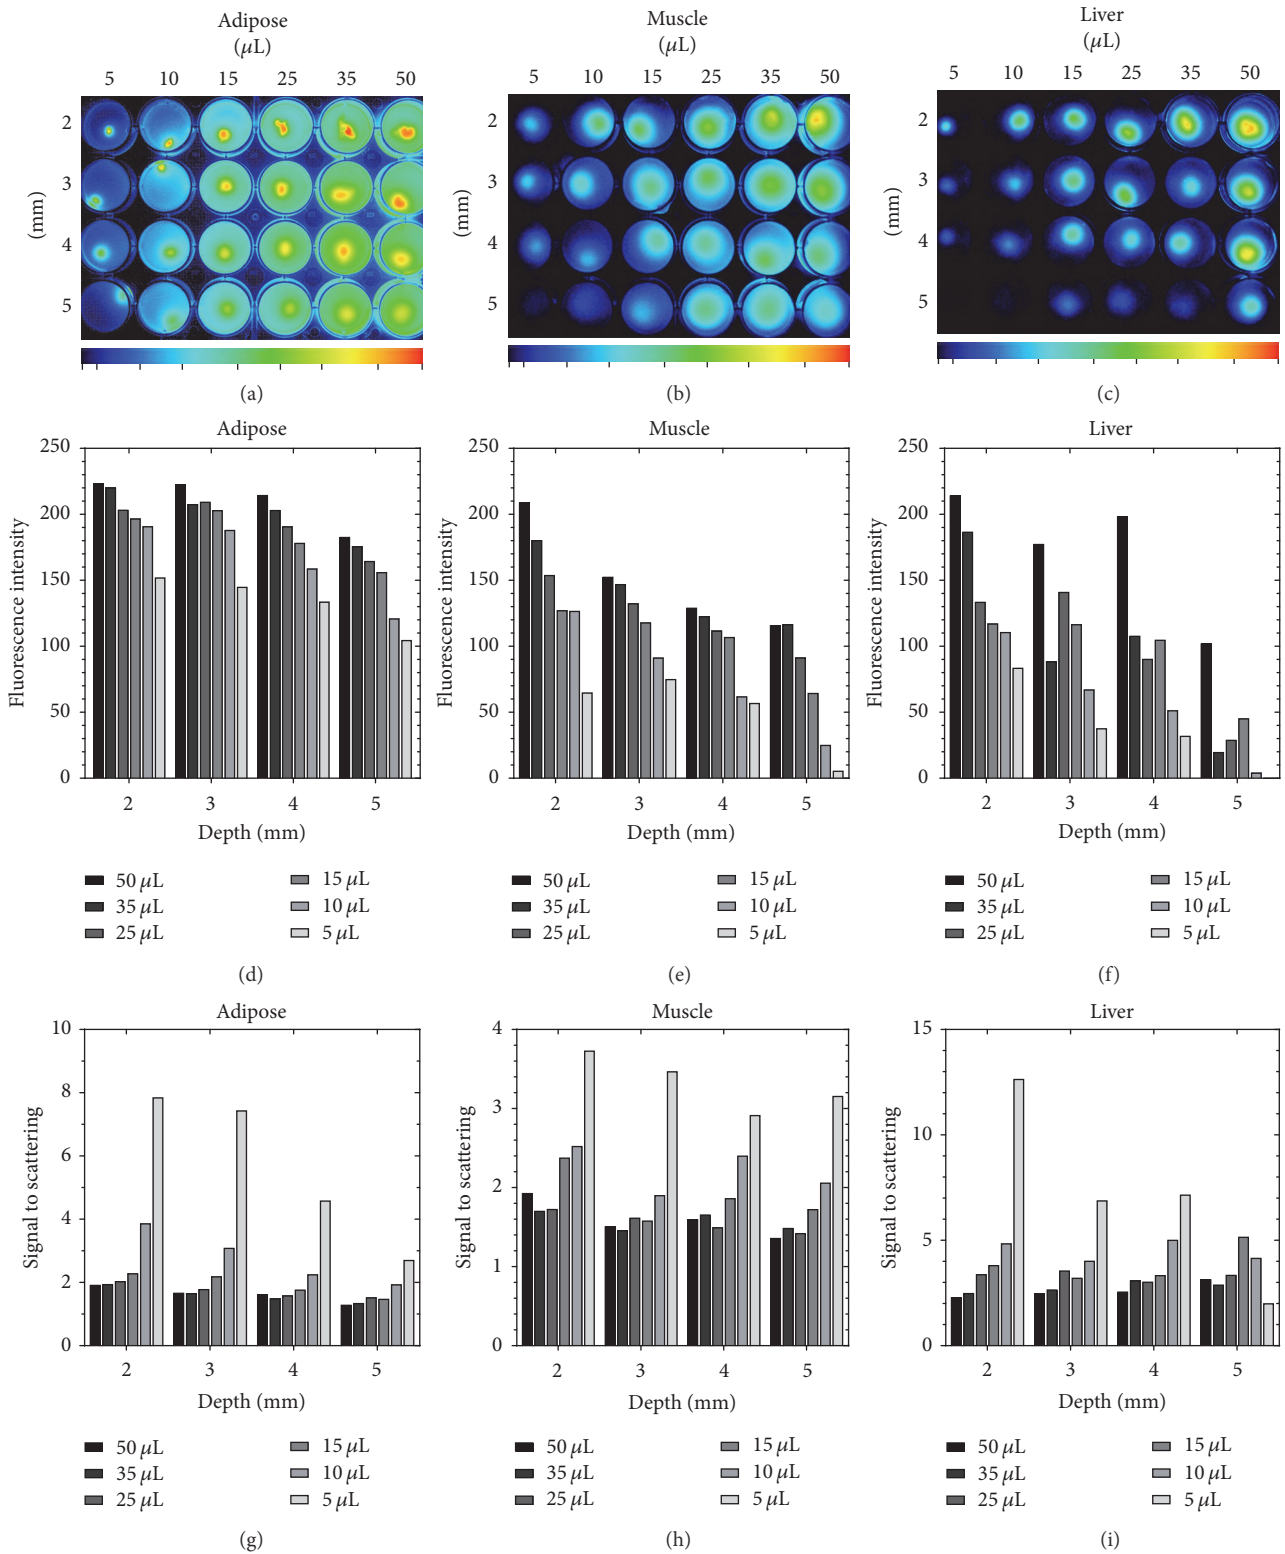 Adipose
(μL)
5 10 15 25 35 50
2
3
4
5
(mm)
(a)
Muscle
(μL)
5 10 15 25 35 50
2
3
4
5
(mm)
(b)
Liver
(μL)
5 10 15 25 35 50
2
3
4
5
(mm)
(c)
Adipose
250
200
150
100
50
0
Fluorescence intensity
2 3 4 5
Depth (mm)
50 μL 15 μL
35 μL 10 μL
25 μL 5 μL
(d)
Muscle
250
200
150
100
50
0
Fluorescence intensity
2 3 4 5
Depth (mm)
50 μL 15 μL
35 μL 10 μL
25 μL 5 μL
(e)
Liver
250
200
150
100
50
0
Fluorescence intensity
2 3 4 5
Depth (mm)
50 μL 15 μL
35 μL 10 μL
25 μL 5 μL
(f)
Adipose
10
8
6
4
2
0
Signal to scattering
2 3 4 5
Depth (mm)
50 μL 15 μL
35 μL 10 μL
25 μL 5 μL
(g)
Muscle
4
3
2
1
0
Signal to scattering
2 3 4 5
Depth (mm)
50 μL 15 μL
35 μL 10 μL
25 μL 5 μL
(h)
Liver
15
10
5
0
Signal to scattering
2 3 4 5
Depth (mm)
50 μL 15 μL
35 μL 10 μL
25 μL 5 μL
(i)